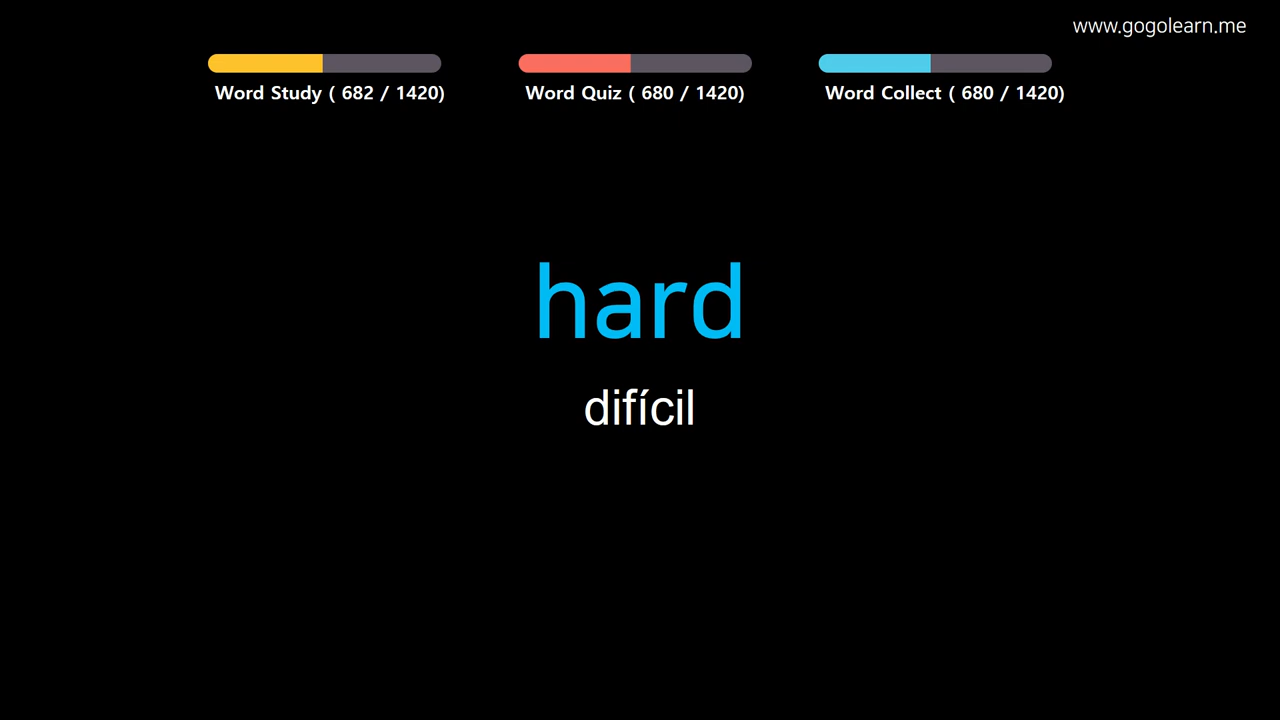 www.gogolearn.me
Word Study ( 682 / 1420)
Word Quiz ( 680 / 1420)
Word Collect ( 680 / 1420)
hard
difícil